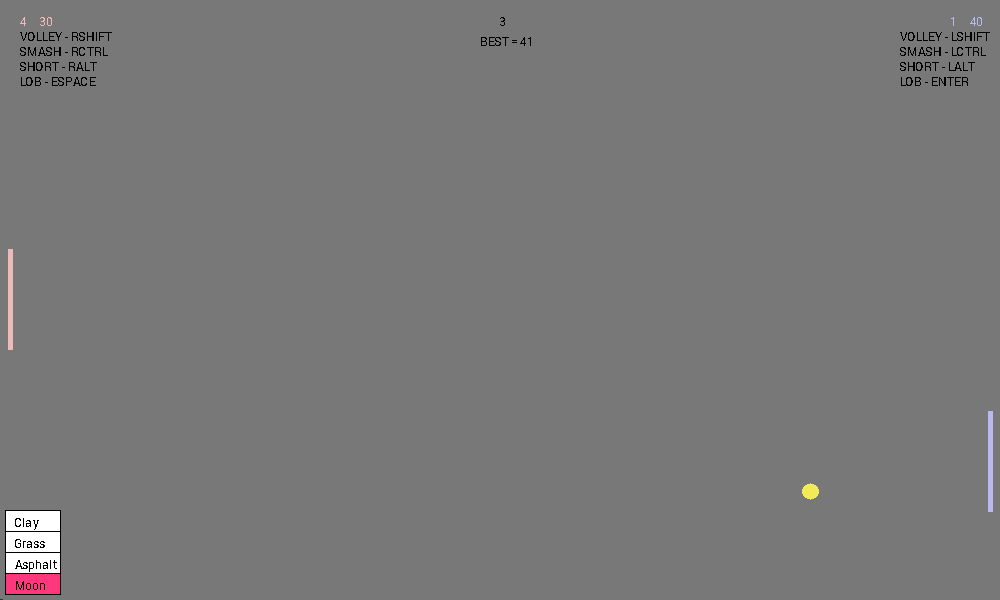 4 30
VOLLEY - RSHIFT
SMASH - RCTRL
SHORT - RALT
LOB - ESPACE
3
BEST = 41
1 40
VOLLEY - LSHIFT
SMASH - LCTRL
SHORT - LALT
LOB - ENTER
Clay
Grass
Asphalt
Moon